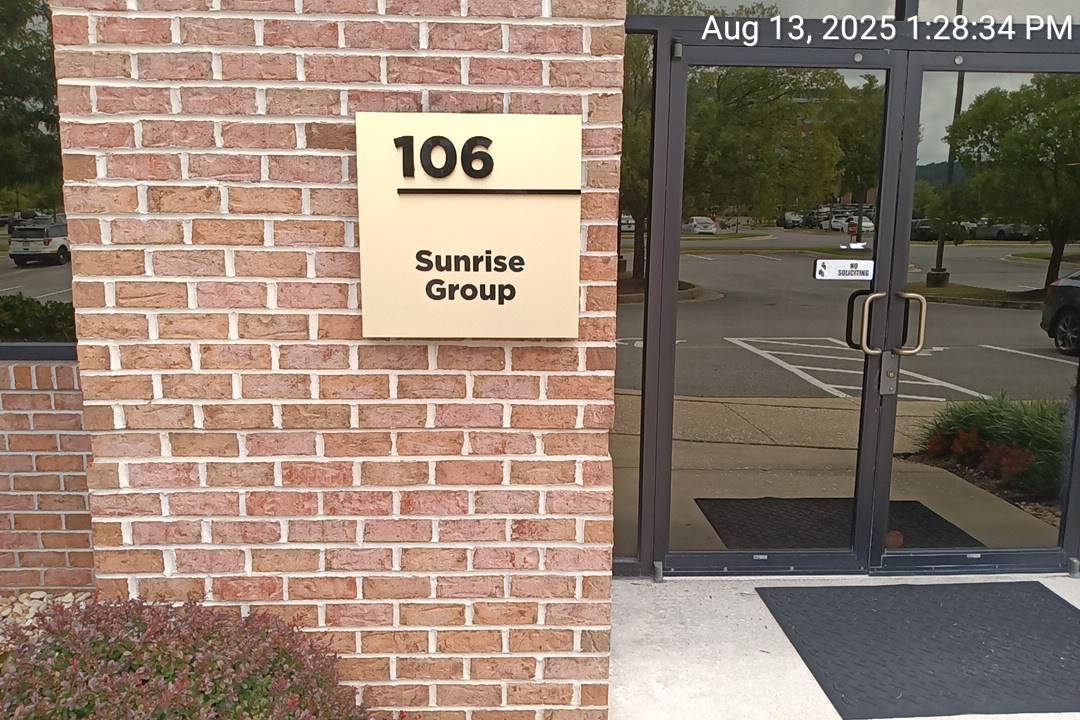 Aug 13, 2025 1:28:34 PM
106
Sunrise
Group
NO
SOLICITING